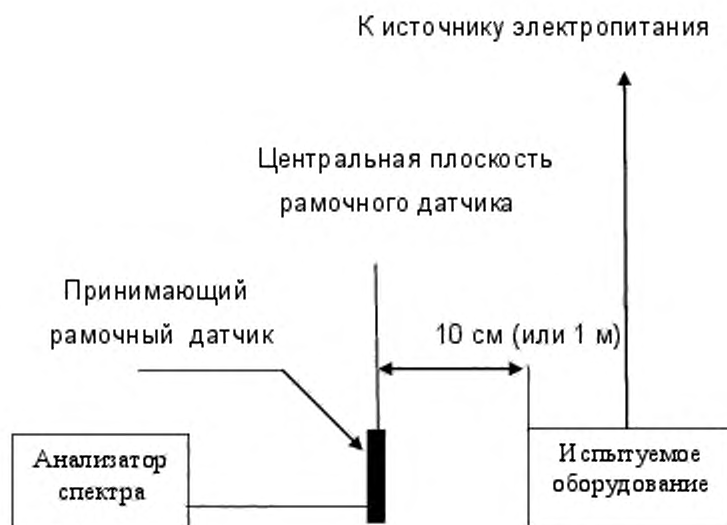 К источнику электропитания
Центральная плоскость
рамочного датчика
Принимающий
рамочный датчик
10 см (или 1 м)
Анализатор
спектра
Испытуемое
оборудование